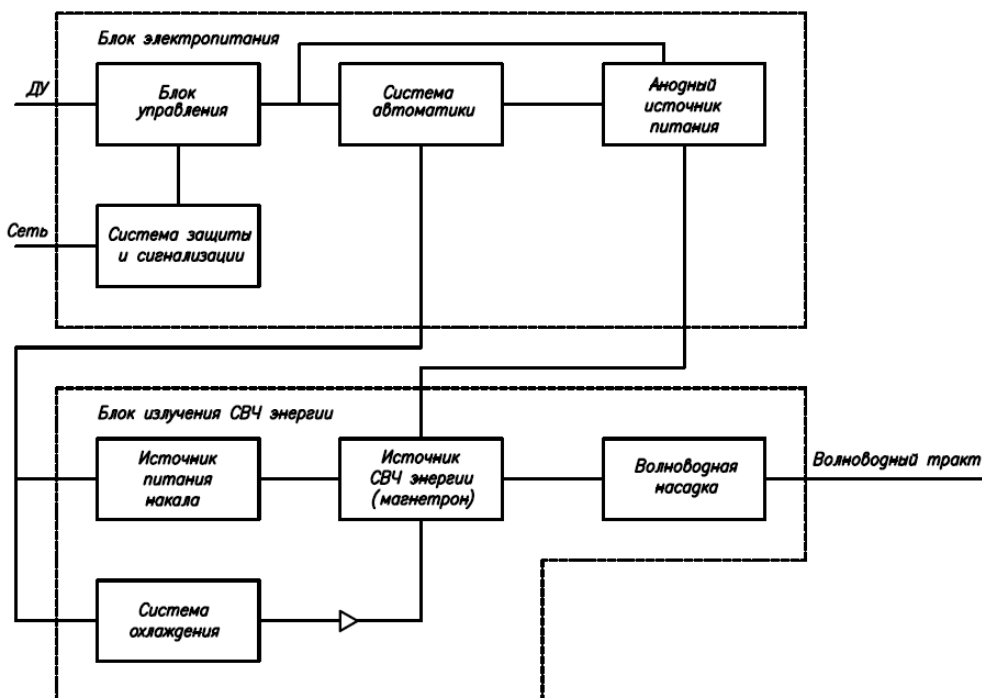 Блок электропитания
ДУ
Блок
управления
Система
автоматики
Анодный
источник
питания
Сеть
Система защиты
и сигнализации
Блок излучения СВЧ энергии
Источник
питания
накала
Источник
СВЧ энергии
(магнетрон)
Волноводная
насадка
Волноводный тракт
Система
охлаждения